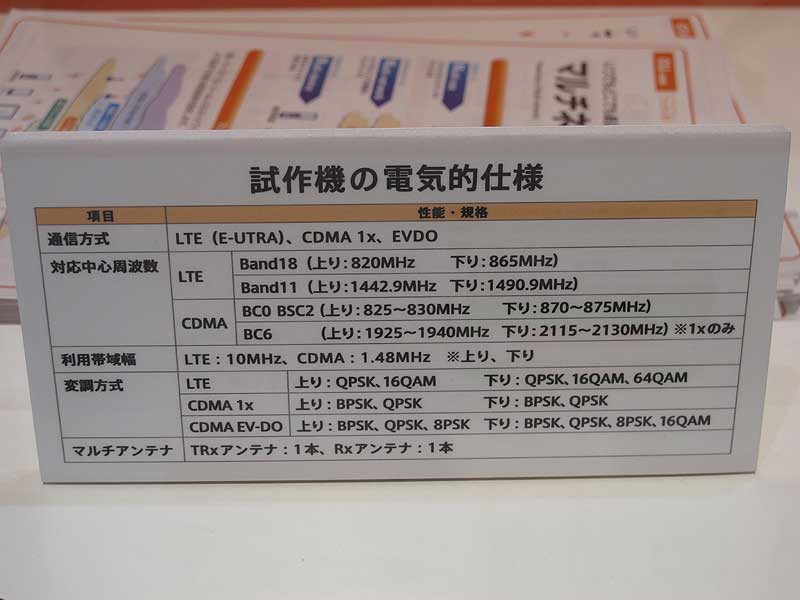 マルチネ
試作機の電気的仕様
項目 性能・規格
通信方式 LTE（E-UTRA）、CDMA 1x、EVDO
対応中心周波数 LTE Band18（上り：820MHz 下り：865MHz）
Band11（上り：1442.9MHz 下り：1490.9MHz）
CDMA BC0 BSC2（上り：825～830MHz 下り：870～875MHz）
BC6 （上り：1925～1940MHz 下り：2115～2130MHz）※1xのみ
利用帯域幅 LTE：10MHz、CDMA：1.48MHz ※上り、下り
変調方式 LTE 上り：QPSK、16QAM 下り：QPSK、16QAM、64QAM
CDMA 1x 上り：BPSK、QPSK 下り：BPSK、QPSK
CDMA EV-DO 上り：BPSK、QPSK、8PSK 下り：BPSK、QPSK、8PSK、16QAM
マルチアンテナ TRxアンテナ：1本、Rxアンテナ：1本